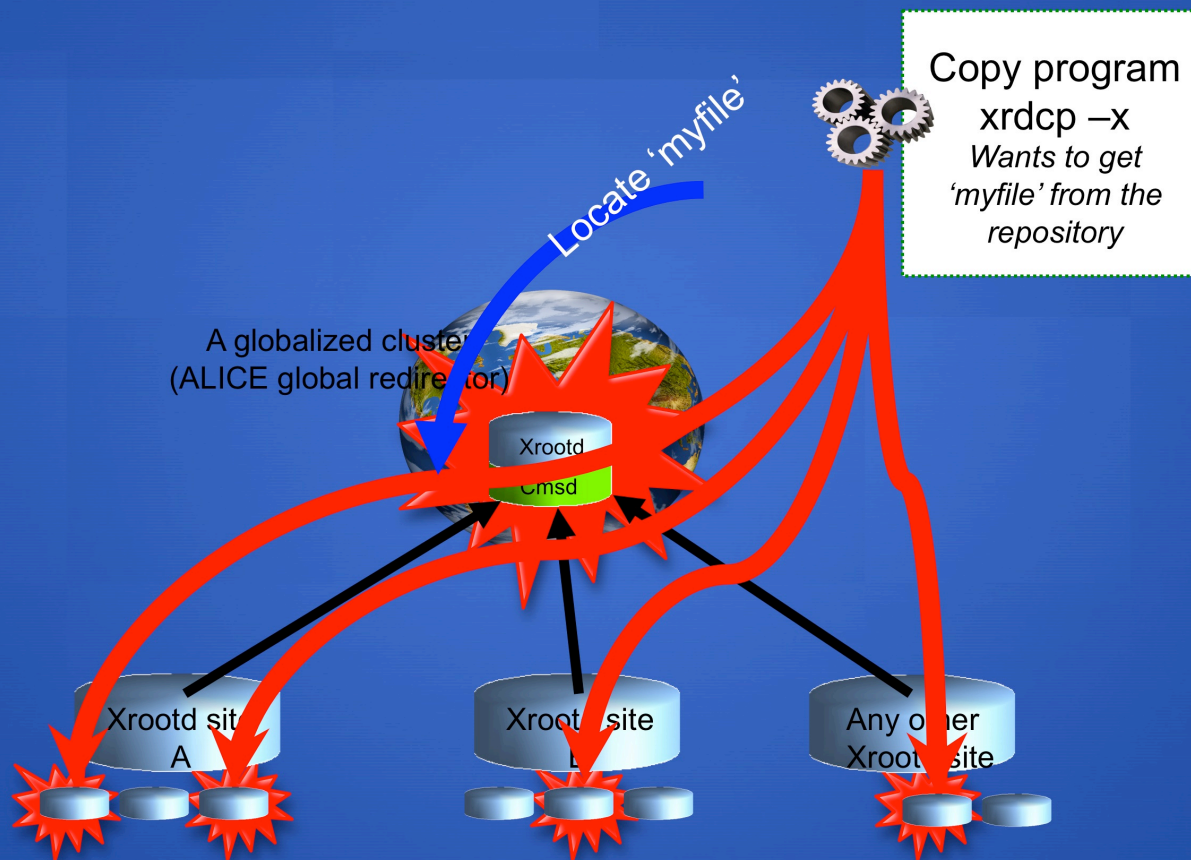 Copy program
xrdcp –x
Wants to get
‘myfile’ from the
repository
Locate ‘myfile’
A globalized cluster
(ALICE global redirector)
Xrootd
Cmsd
Xrootd site
A
Xrootd site
Any other
Xrootd site